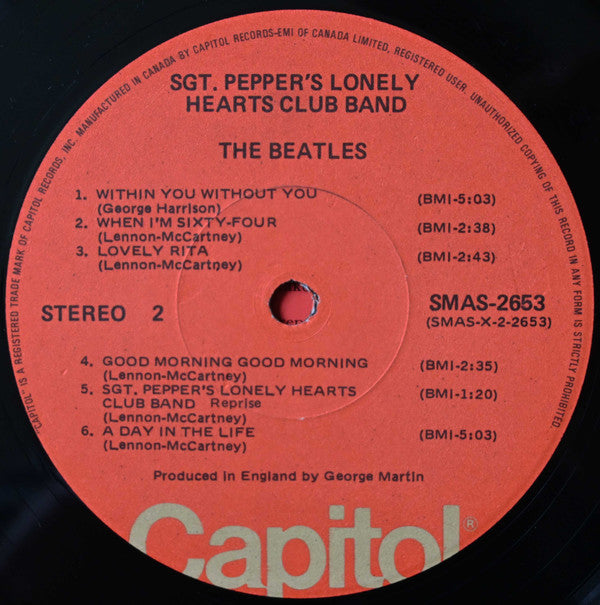 MANUFACTURED IN CANADA BY CAPITOL RECORDS-EMI OF CANADA LIMITED, REGISTERED USER. UNAUTHORIZED COPYING OF THIS RECORD IN ANY FORM IS STRICTLY PROHIBITED.
"CAPITOL" IS A REGISTERED TRADE MARK OF CAPITOL RECORDS, INC.
SGT. PEPPER'S LONELY
HEARTS CLUB BAND
THE BEATLES
1. WITHIN YOU WITHOUT YOU (BMI-5:03)
(George Harrison)
2. WHEN I'M SIXTY-FOUR (BMI-2:38)
(Lennon-McCartney)
3. LOVELY RITA (BMI-2:43)
(Lennon-McCartney)
STEREO 2 SMAS-2653
(SMAS-X-2-2653)
4. GOOD MORNING GOOD MORNING (BMI-2:35)
(Lennon-McCartney)
5. SGT. PEPPER'S LONELY HEARTS (BMI-1:20)
CLUB BAND Reprise
(Lennon-McCartney)
6. A DAY IN THE LIFE (BMI-5:03)
(Lennon-McCartney)
Produced in England by George Martin
Capitol®